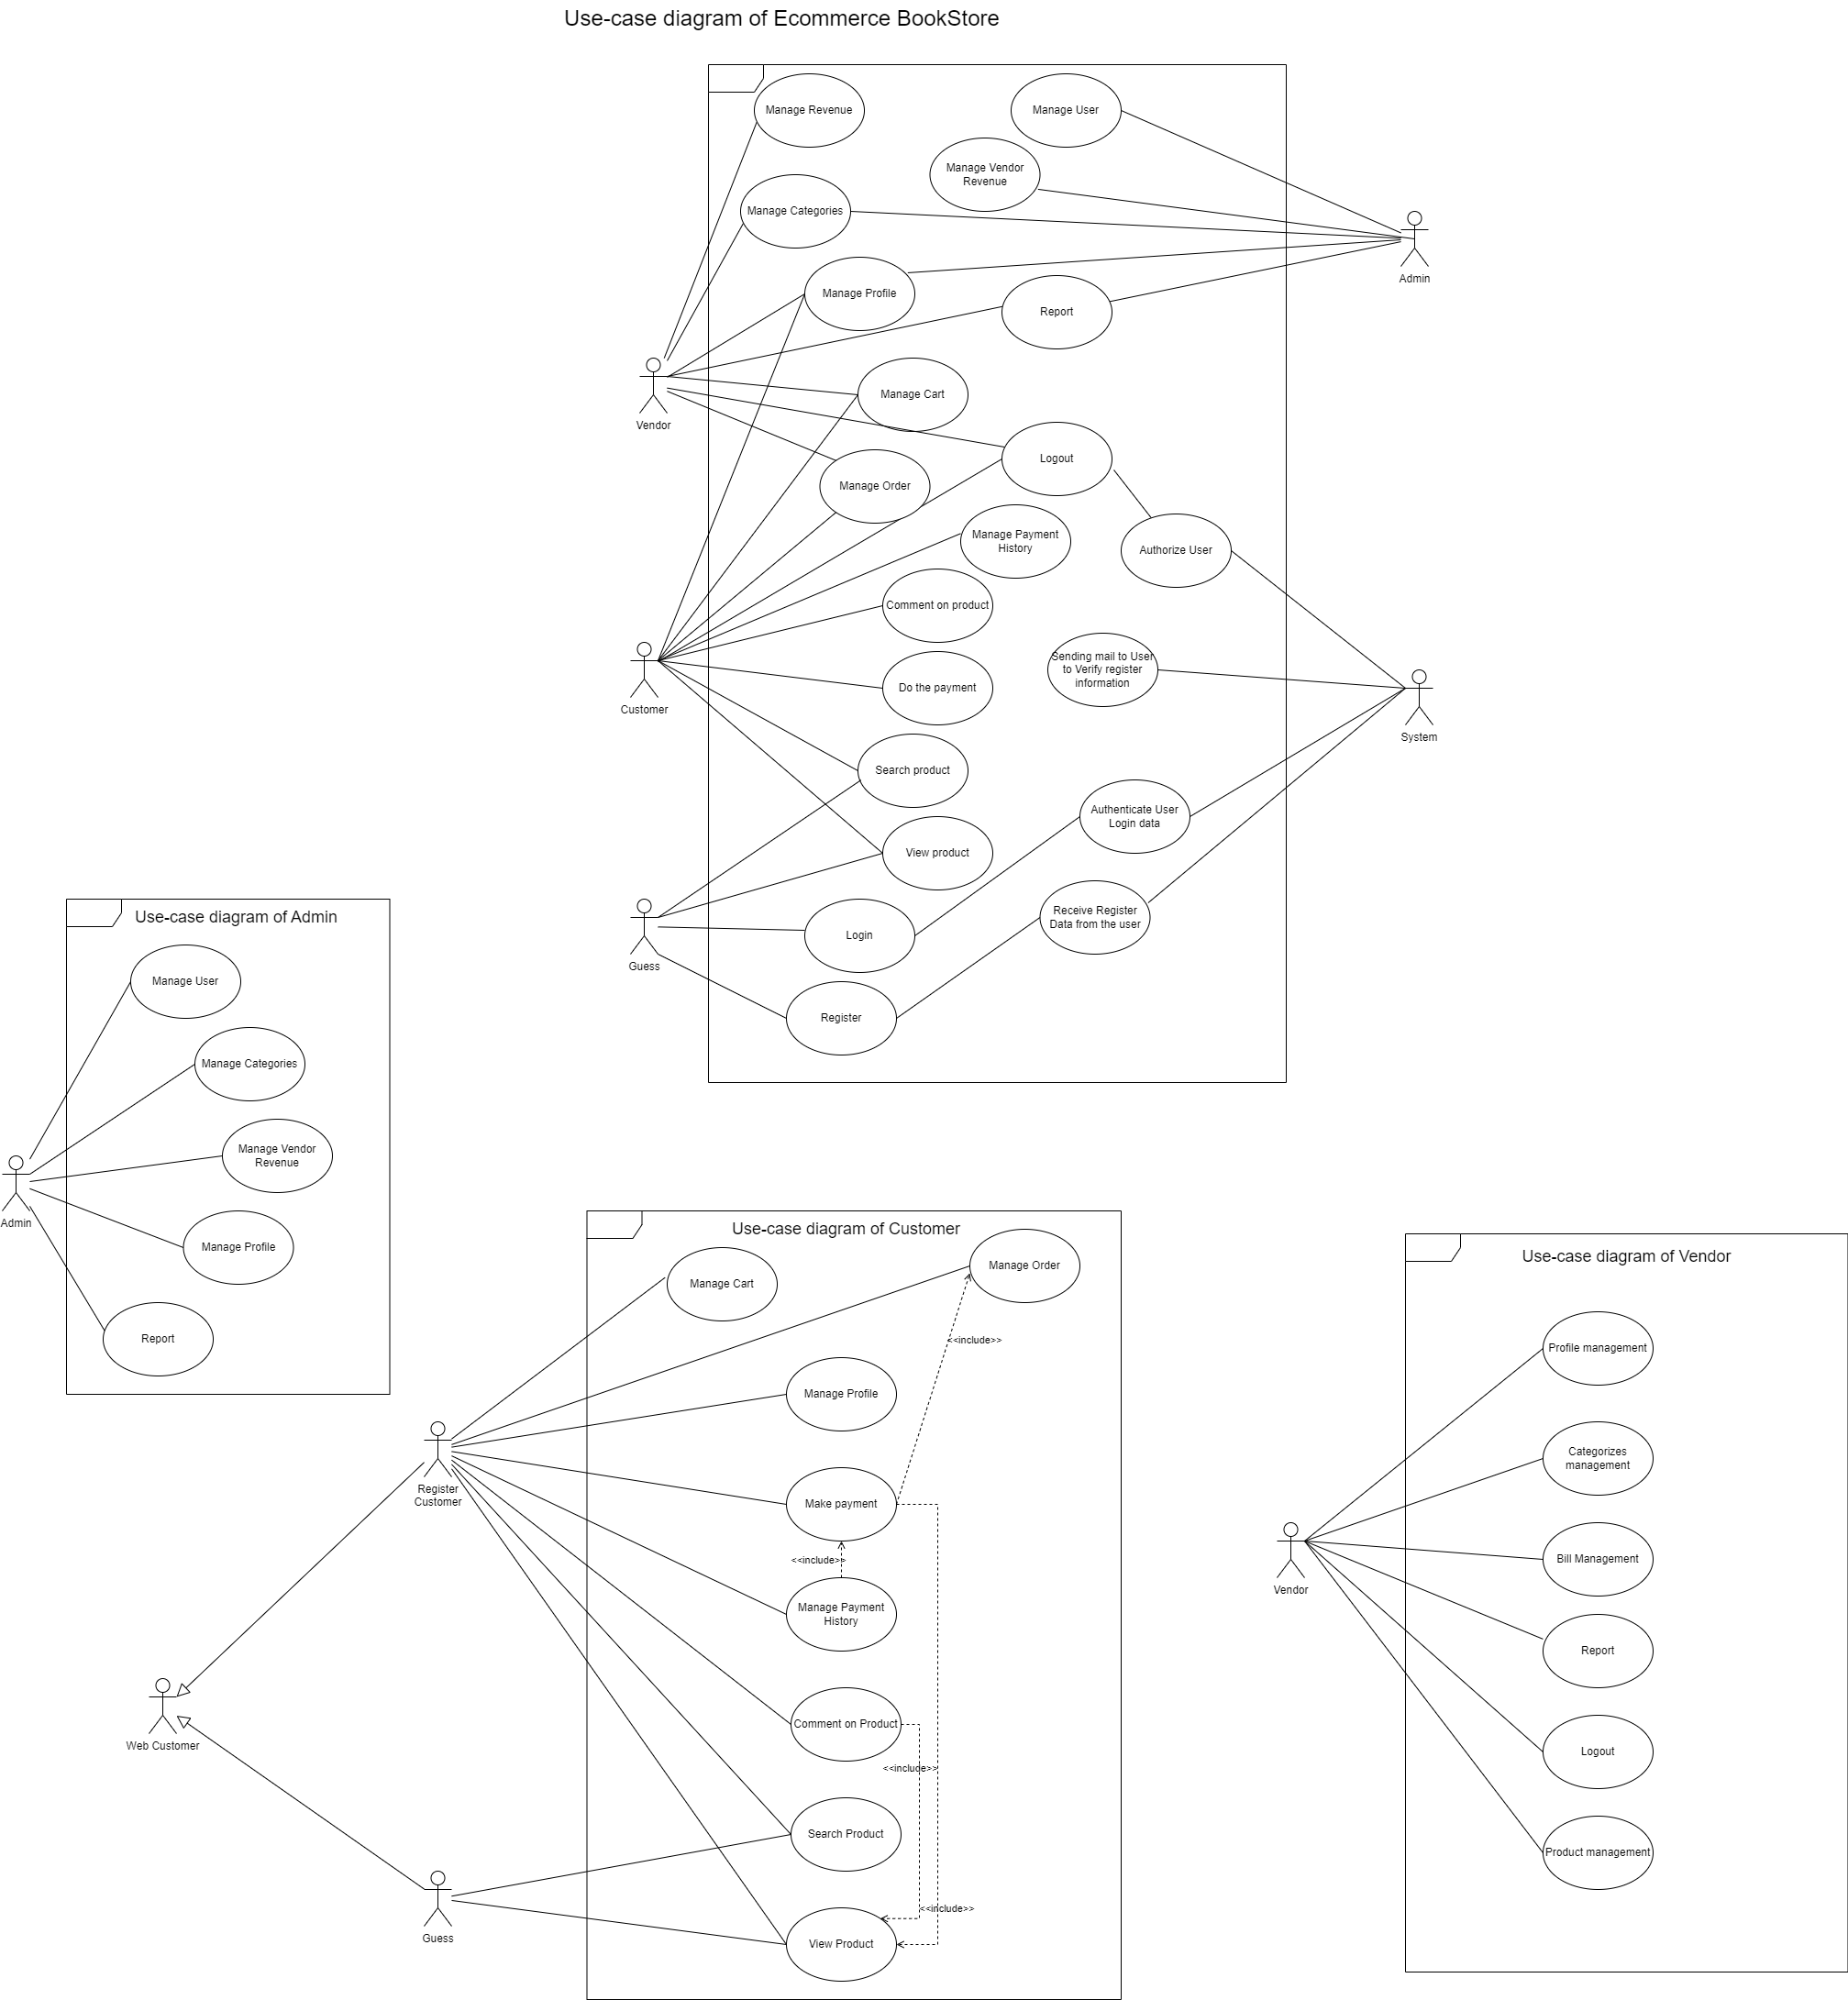 Use-case diagram of Ecommerce BookStore
Manage Revenue
Manage User
Manage Vendor
Revenue
Manage Categories
Admin
Manage Profile
Report
Vendor
Manage Cart
Logout
Manage Order
Manage Payment
History
Authorize User
Comment on product
Sending mail to User
to Verify register
information
Do the payment
Customer
System
Search product
Authenticate User
Login data
View product
Receive Register
Data from the user
Login
Guess
Register
Use-case diagram of Admin
Manage User
Manage Categories
Manage Vendor
Revenue
Admin
Manage Profile
Report
Use-case diagram of Customer
Manage Order
Manage Cart
<<include>>
Manage Profile
Register
Customer
Make payment
<<include>>
Manage Payment
History
Comment on Product
Web Customer
<<include>>
Search Product
<<include>>
Guess
View Product
Use-case diagram of Vendor
Profile management
Categorizes
management
Bill Management
Vendor
Report
Logout
Product management